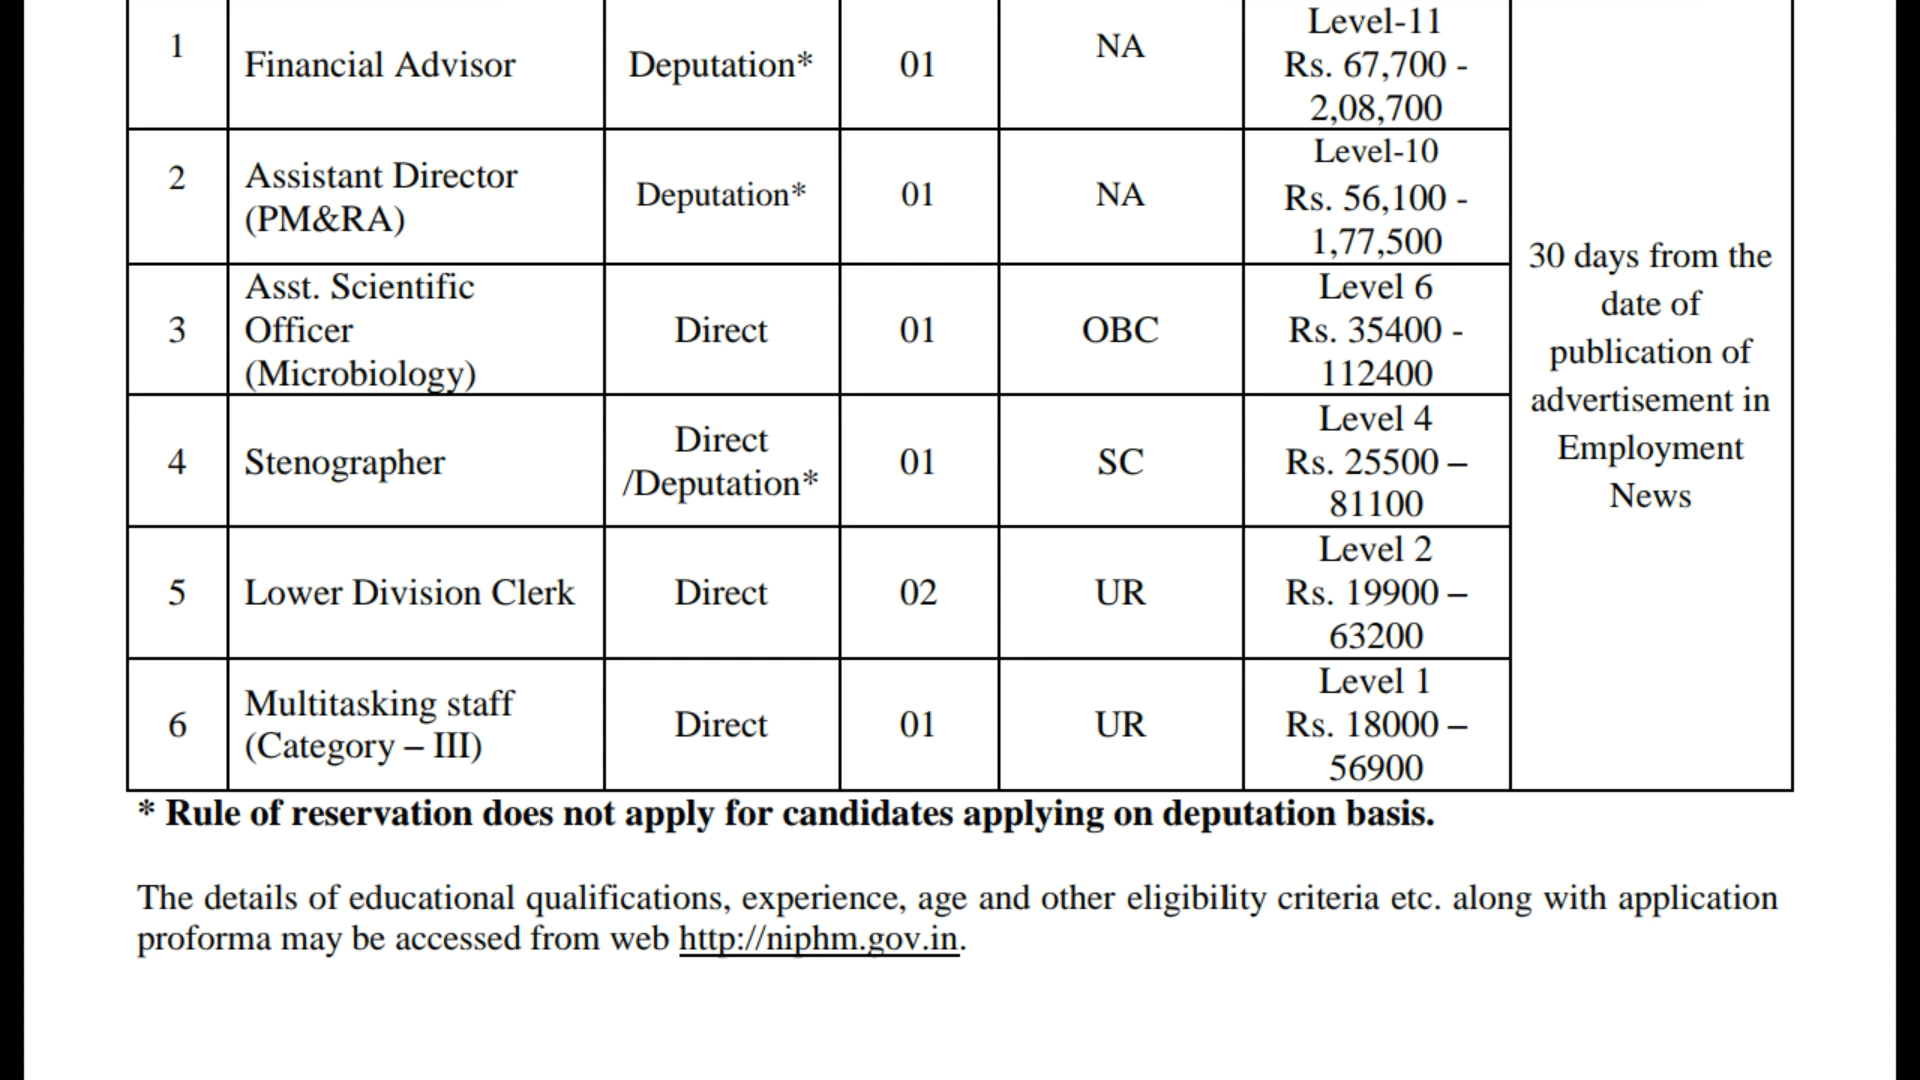 1
Financial Advisor
Deputation*
01
NA
Level-11
Rs. 67,700 -
2,08,700
2
Assistant Director
(PM&RA)
Deputation*
01
NA
Level-10
Rs. 56,100 -
1,77,500
3
Asst. Scientific
Officer
(Microbiology)
Direct
01
OBC
Level 6
Rs. 35400 -
112400
4
Stenographer
Direct
/Deputation*
01
SC
Level 4
Rs. 25500 –
81100
5
Lower Division Clerk
Direct
02
UR
Level 2
Rs. 19900 –
63200
6
Multitasking staff
(Category – III)
Direct
01
UR
Level 1
Rs. 18000 –
56900
30 days from the
date of
publication of
advertisement in
Employment
News
* Rule of reservation does not apply for candidates applying on deputation basis.
The details of educational qualifications, experience, age and other eligibility criteria etc. along with application
proforma may be accessed from web http://niphm.gov.in.